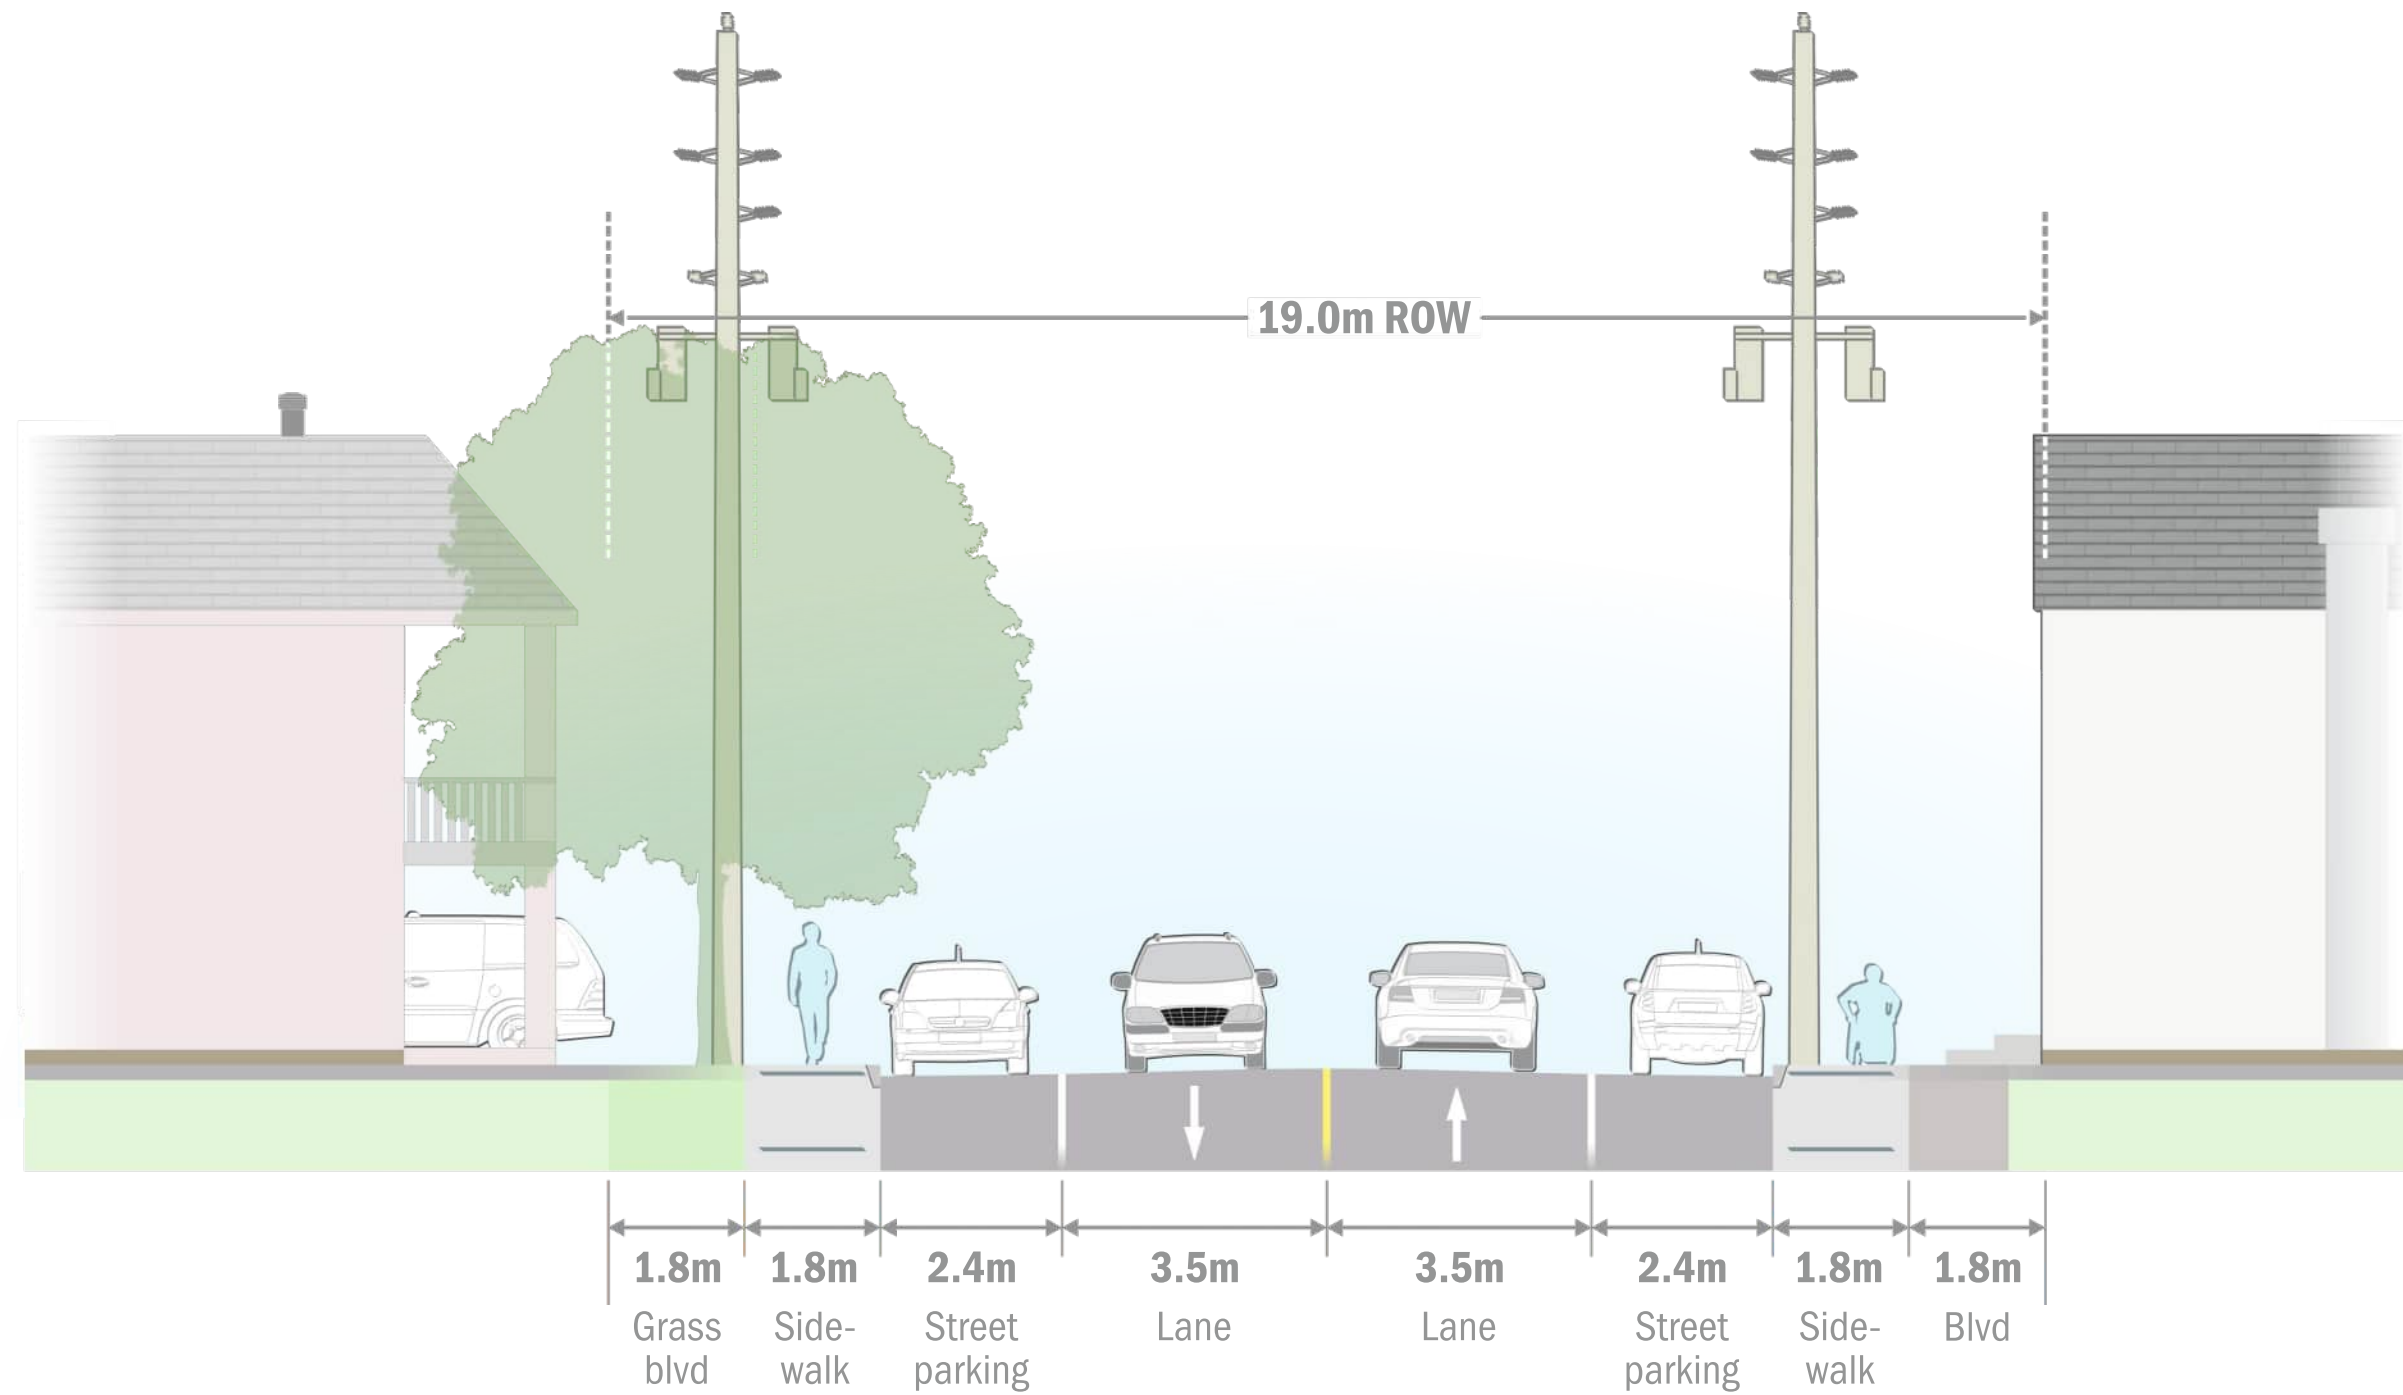 19.0m ROW
1.8m 1.8m 2.4m 3.5m 3.5m 2.4m 1.8m 1.8m
Grass Side- Street Lane Lane Street Side- Blvd
blvd walk parking parking walk